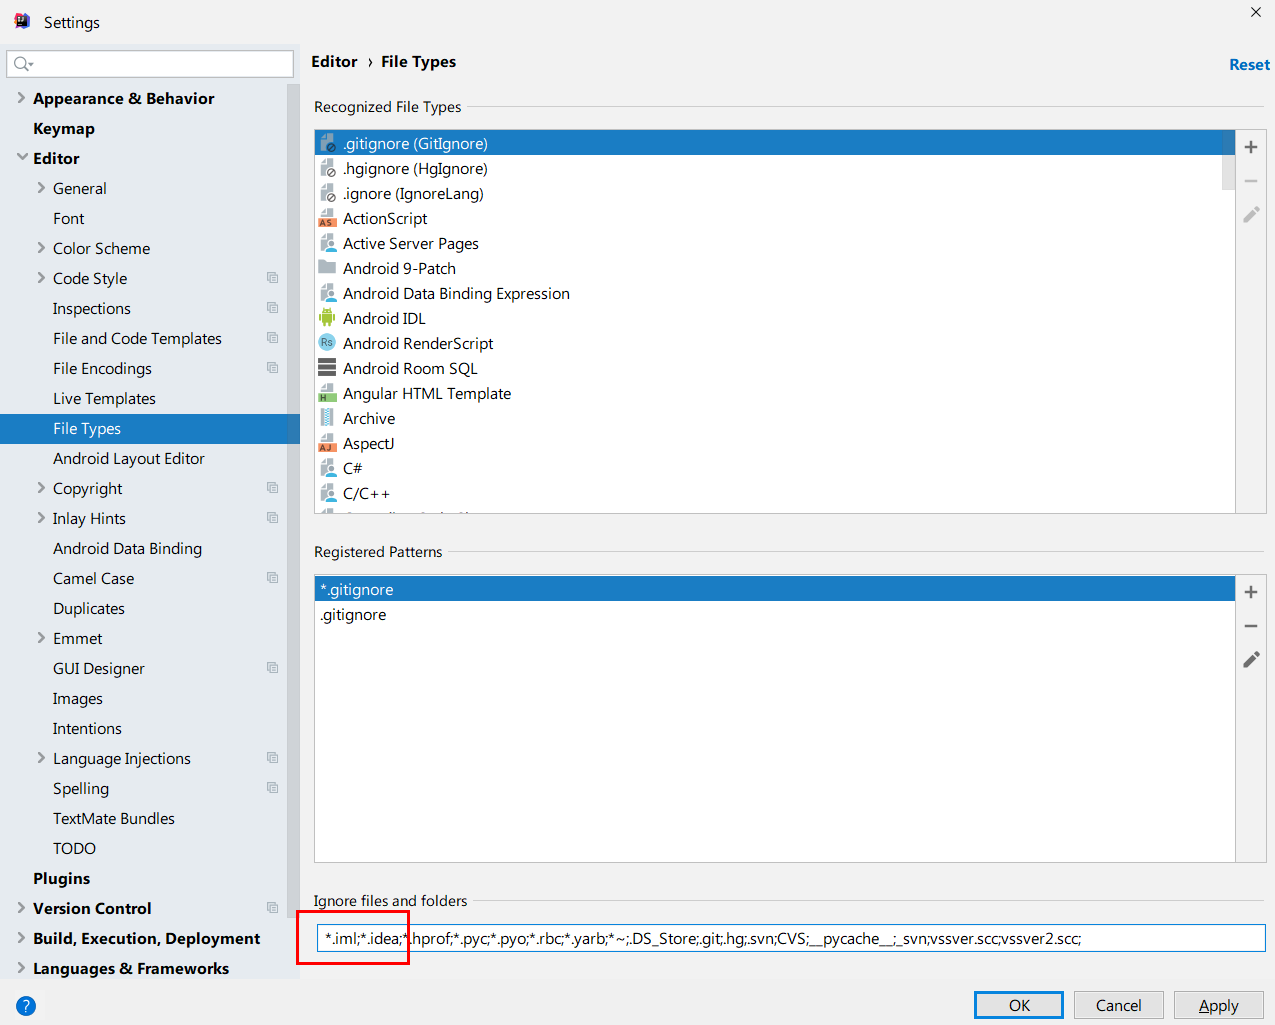 Settings
Editor › File Types
Reset
Appearance & Behavior
Keymap
Editor
General
Font
Color Scheme
Code Style
Inspections
File and Code Templates
File Encodings
Live Templates
File Types
Android Layout Editor
Copyright
Inlay Hints
Android Data Binding
Camel Case
Duplicates
Emmet
GUI Designer
Images
Intentions
Language Injections
Spelling
TextMate Bundles
TODO
Plugins
Version Control
Build, Execution, Deployment
Languages & Frameworks
Recognized File Types
.gitignore (GitIgnore)
.hgignore (HgIgnore)
.ignore (IgnoreLang)
AS ActionScript
Active Server Pages
Android 9-Patch
Android Data Binding Expression
Android IDL
Rs Android RenderScript
Android Room SQL
H Angular HTML Template
Archive
AJ AspectJ
C#
C/C++
Registered Patterns
*.gitignore
.gitignore
Ignore files and folders
*.iml;*.idea;*.hprof;*.pyc;*.pyo;*.rbc;*.yarb;*~;.DS_Store;.git;.hg;.svn;CVS;__pycache__;_svn;vssver.scc;vssver2.scc;
?
OK
Cancel
Apply